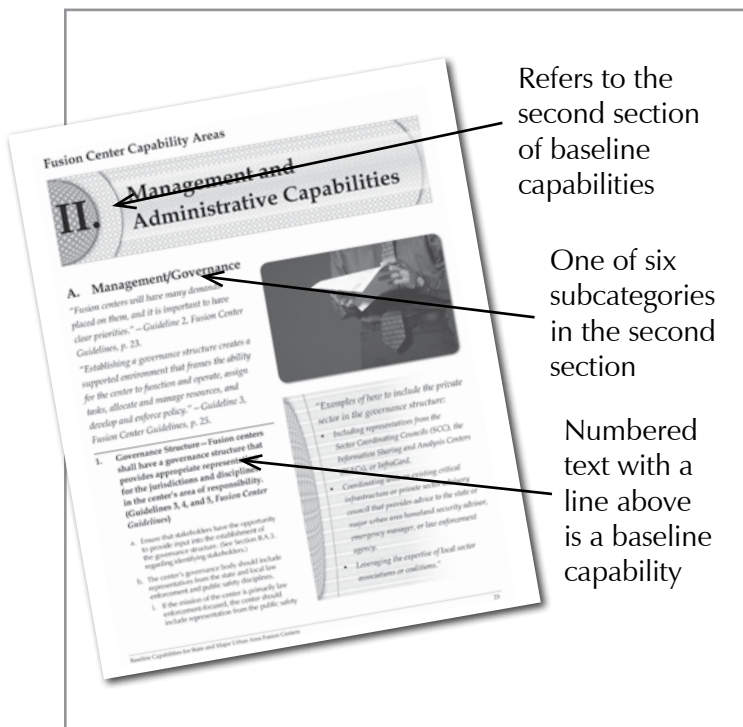 Fusion Center Capability Areas
II.
Management and
Administrative Capabilities
A. Management/Governance
"Fusion centers will have many demands
placed on them, and it is important to have
clear priorities." — Guideline 2, Fusion Center
Guidelines, p. 23.
"Establishing a governance structure creates a
supported environment that frames the ability
for the center to function and operate, assign
tasks, allocate and manage resources, and
develop and enforce policy." — Guideline 3,
Fusion Center Guidelines, p. 25.
1. Governance Structure — Fusion centers
shall have a governance structure that
provides appropriate representation
for the jurisdictions and disciplines
in the center's area of responsibility.
(Guidelines 3, 4, and 5, Fusion Center
Guidelines)
a. Ensure that stakeholders have the opportunity
to provide input into the establishment of
the governance structure. (See Section II.A.3.
regarding identifying stakeholders.)
b. The center's governance body should include
representatives from the state and local law
enforcement and public safety disciplines.
i. If the mission of the center is primarily law
enforcement-focused, the center should
include representation from the public safety
"Examples of how to include the private
sector in the governance structure:
• Including representatives from the
Sector Coordinating Councils (SCC), the
Information Sharing and Analysis Centers
(ISACs), or InfraGard.
• Coordinating with existing critical
infrastructure or private sector advisory
council that provides advice to the state or
major urban area homeland security adviser,
emergency manager, or law enforcement
agency.
• Leveraging the expertise of local sector
associations or coalitions."
Baseline Capabilities for State and Major Urban Area Fusion Centers
Refers to the
second section
of baseline
capabilities
One of six
subcategories
in the second
section
Numbered
text with a
line above
is a baseline
capability